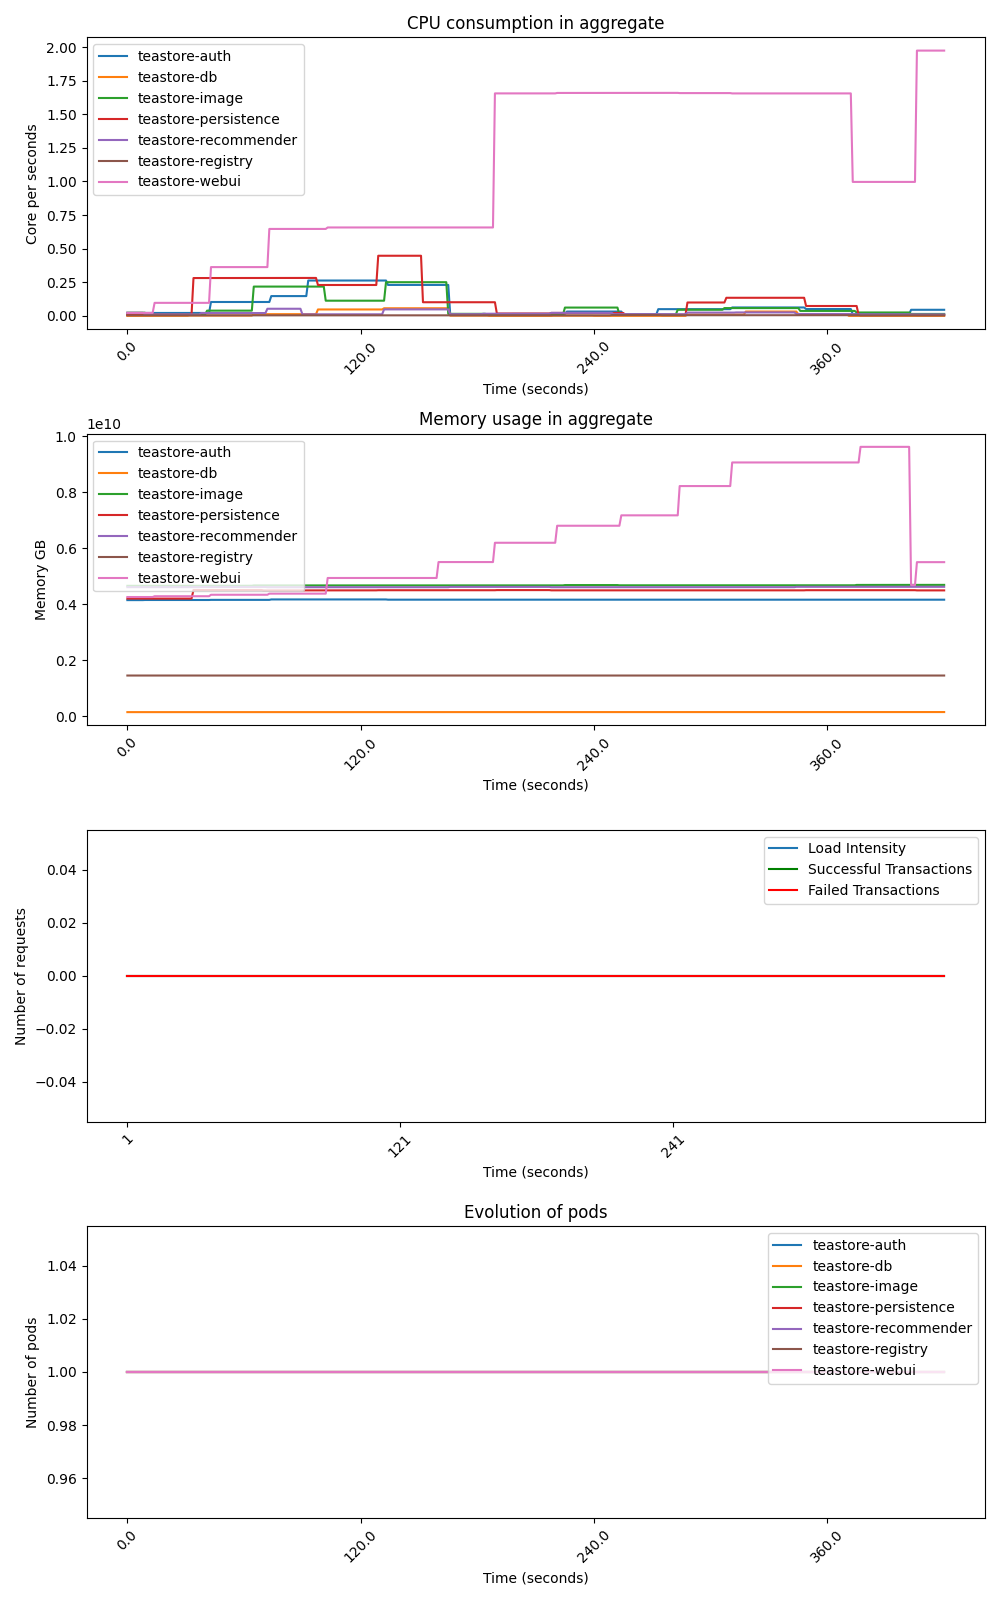 CPU consumption in aggregate
2.00
1.75
1.50
1.25
1.00
0.75
0.50
0.25
0.00
Core per seconds
teastore-auth
teastore-db
teastore-image
teastore-persistence
teastore-recommender
teastore-registry
teastore-webui
0.0
120.0
240.0
360.0
Time (seconds)
Memory usage in aggregate
1e10
1.0
0.8
0.6
0.4
0.2
0.0
Memory GB
teastore-auth
teastore-db
teastore-image
teastore-persistence
teastore-recommender
teastore-registry
teastore-webui
0.0
120.0
240.0
360.0
Time (seconds)
0.04
0.02
0.00
−0.02
−0.04
Number of requests
Load Intensity
Successful Transactions
Failed Transactions
1
121
241
Time (seconds)
Evolution of pods
1.04
1.02
1.00
0.98
0.96
Number of pods
teastore-auth
teastore-db
teastore-image
teastore-persistence
teastore-recommender
teastore-registry
teastore-webui
0.0
120.0
240.0
360.0
Time (seconds)